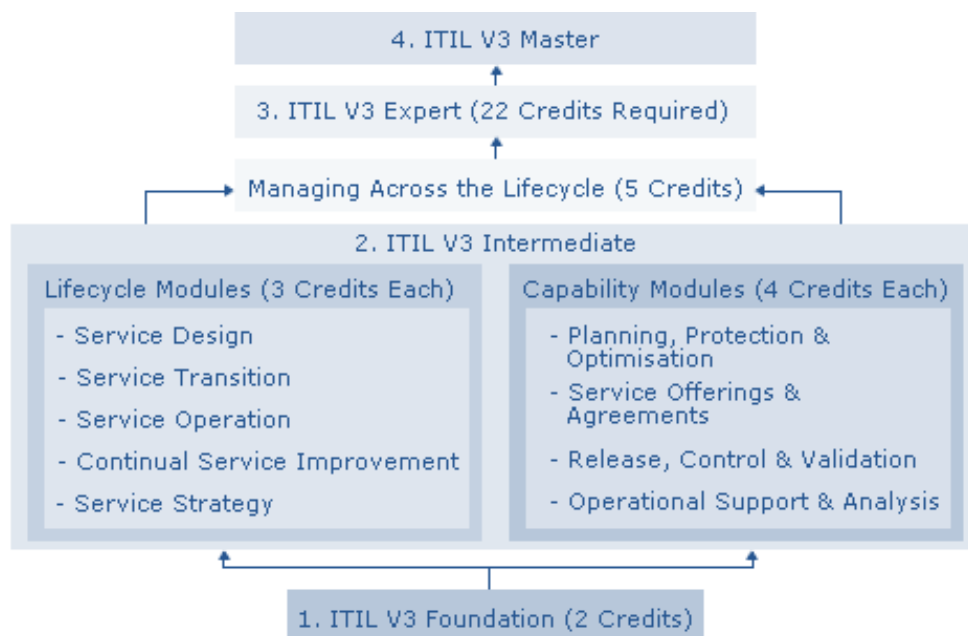 4. ITIL V3 Master
3. ITIL V3 Expert (22 Credits Required)
Managing Across the Lifecycle (5 Credits)
2. ITIL V3 Intermediate
Lifecycle Modules (3 Credits Each)
- Service Design
- Service Transition
- Service Operation
- Continual Service Improvement
- Service Strategy
Capability Modules (4 Credits Each)
- Planning, Protection &
Optimisation
- Service Offerings &
Agreements
- Release, Control & Validation
- Operational Support & Analysis
1. ITIL V3 Foundation (2 Credits)